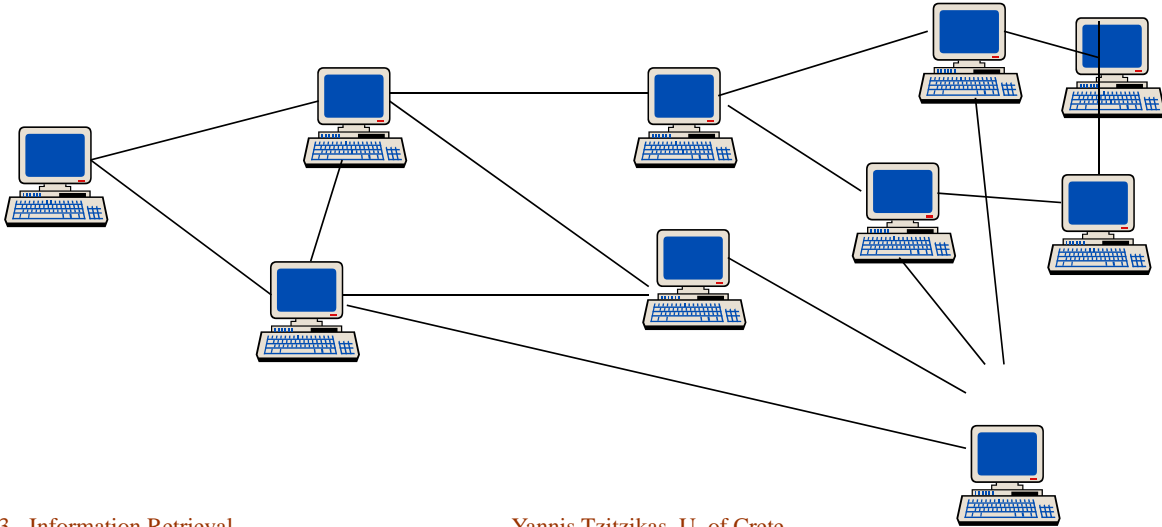 3 Information Retrieval
Yannis Tzitzikas, U. of Crete